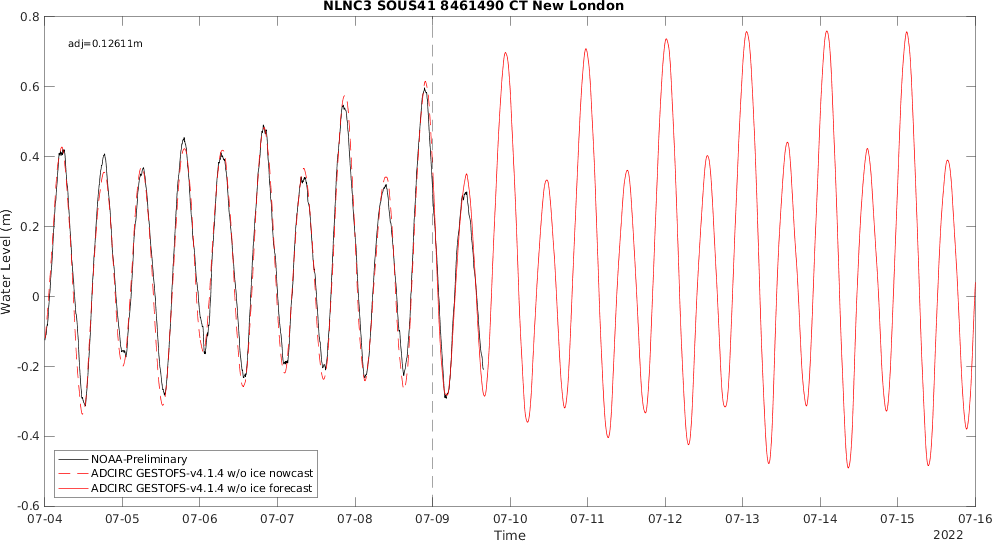 NLNC3 SOUS41 8461490 CT New London
0.8
adj=0.12611m
0.6
0.4
0.2
0
-0.2
-0.4
-0.6
Water Level (m)
NOAA-Preliminary
ADCIRC GESTOFS-v4.1.4 w/o ice nowcast
ADCIRC GESTOFS-v4.1.4 w/o ice forecast
07-04 07-05 07-06 07-07 07-08 07-09 07-10 07-11 07-12 07-13 07-14 07-15 07-16
Time
2022